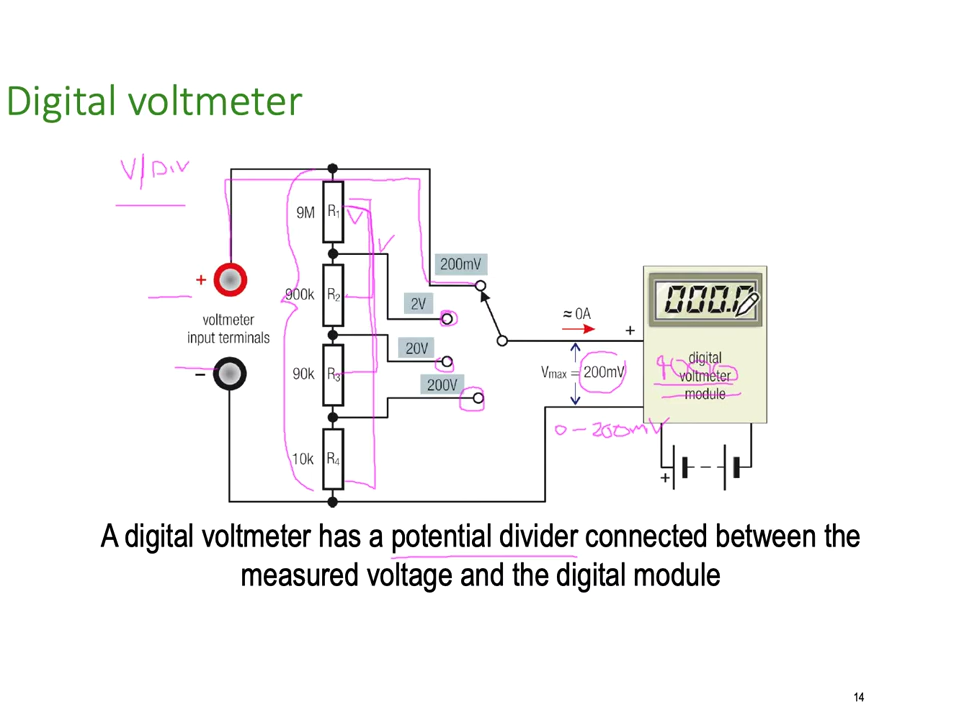 Digital voltmeter
V/Div
9M
R1
V
V
200mV
+
900k
R2
2V
voltmeter
input terminals
≈ 0A
+
000.0
20V
90k
R3
−
200V
Vmax = 200mV
digital
voltmeter
module
0-200mV
10k
R4
+
A digital voltmeter has a potential divider connected between the
measured voltage and the digital module
14